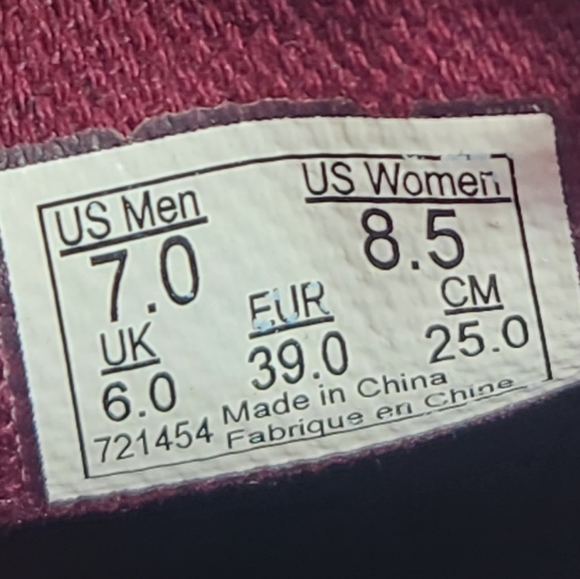 US Men US Women
7.0 8.5
UK EUR CM
6.0 39.0 25.0
721454 Made in China
Fabrique en Chine